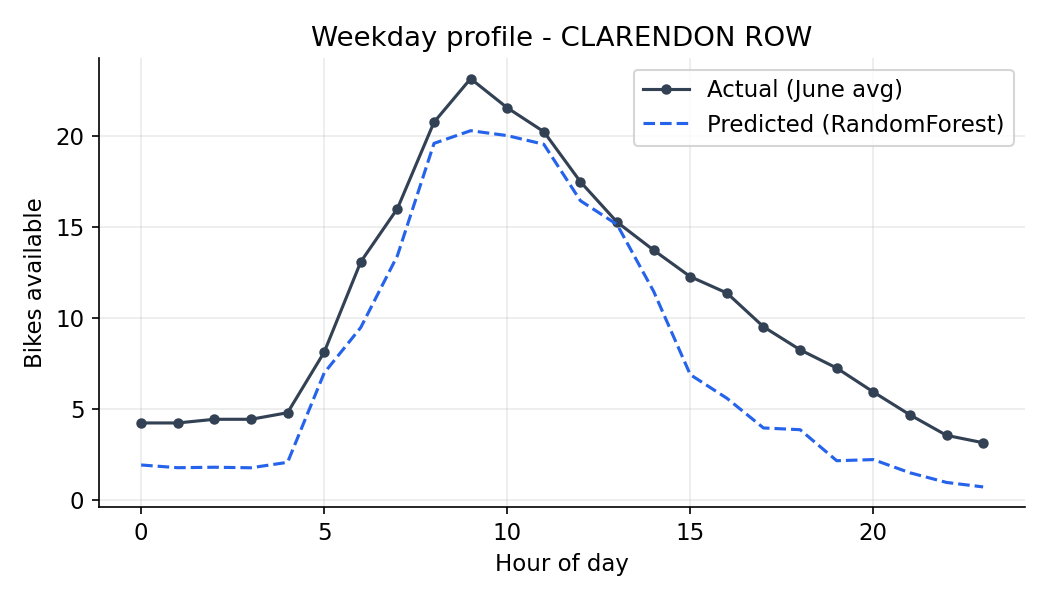 Weekday profile - CLARENDON ROW
Actual (June avg)
Predicted (RandomForest)
Bikes available
20
15
10
5
0
0 5 10 15 20
Hour of day